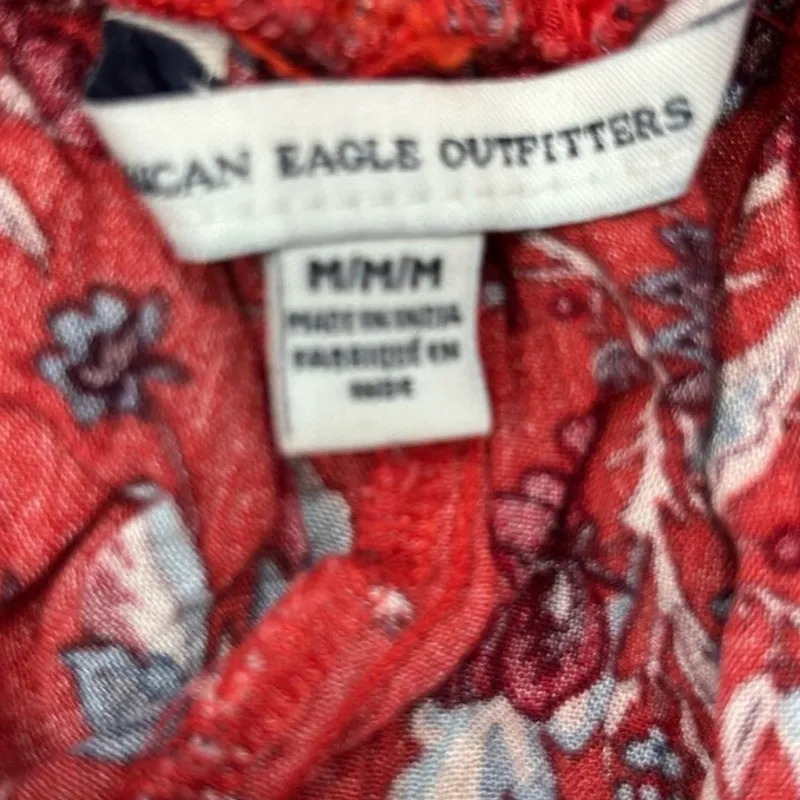 ICAN EAGLE OUTFITTERS
M/M/M
MADE IN INDIA
FABRIQUÉ EN
INDE